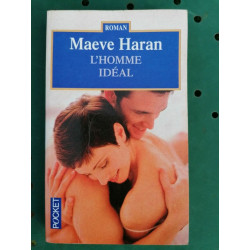 ROMAN
Maeve Haran
L'HOMME
IDÉAL
POCKET